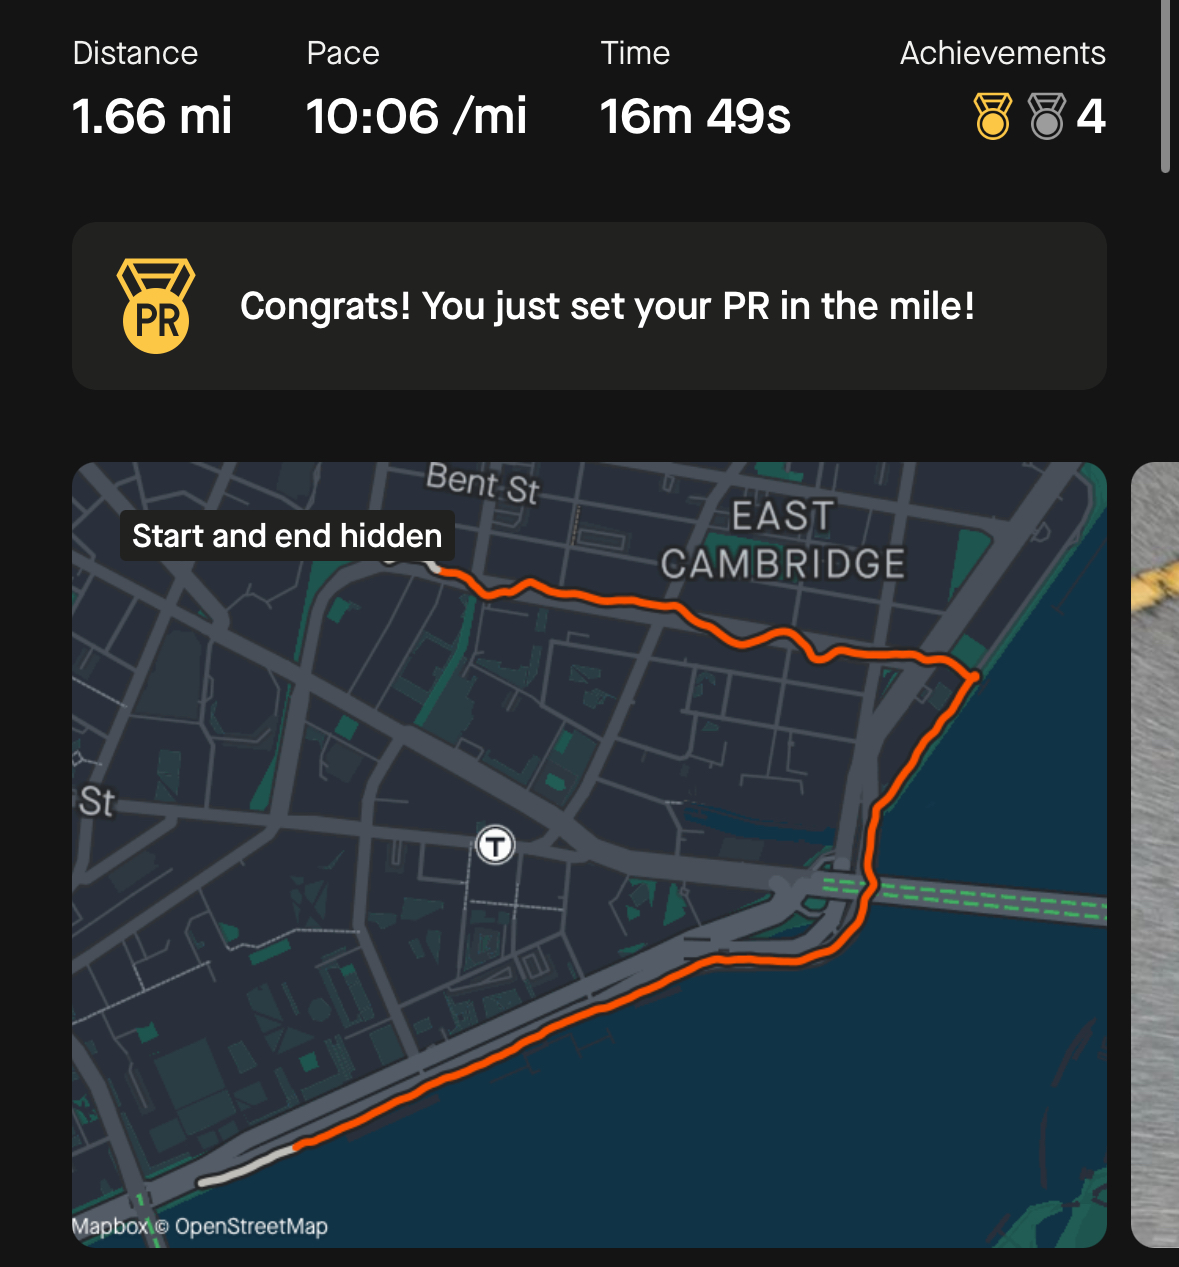 Distance Pace Time Achievements
1.66 mi 10:06 /mi 16m 49s 4
PR
Congrats! You just set your PR in the mile!
Bent St
EAST
CAMBRIDGE
Start and end hidden
St
T
Mapbox © OpenStreetMap